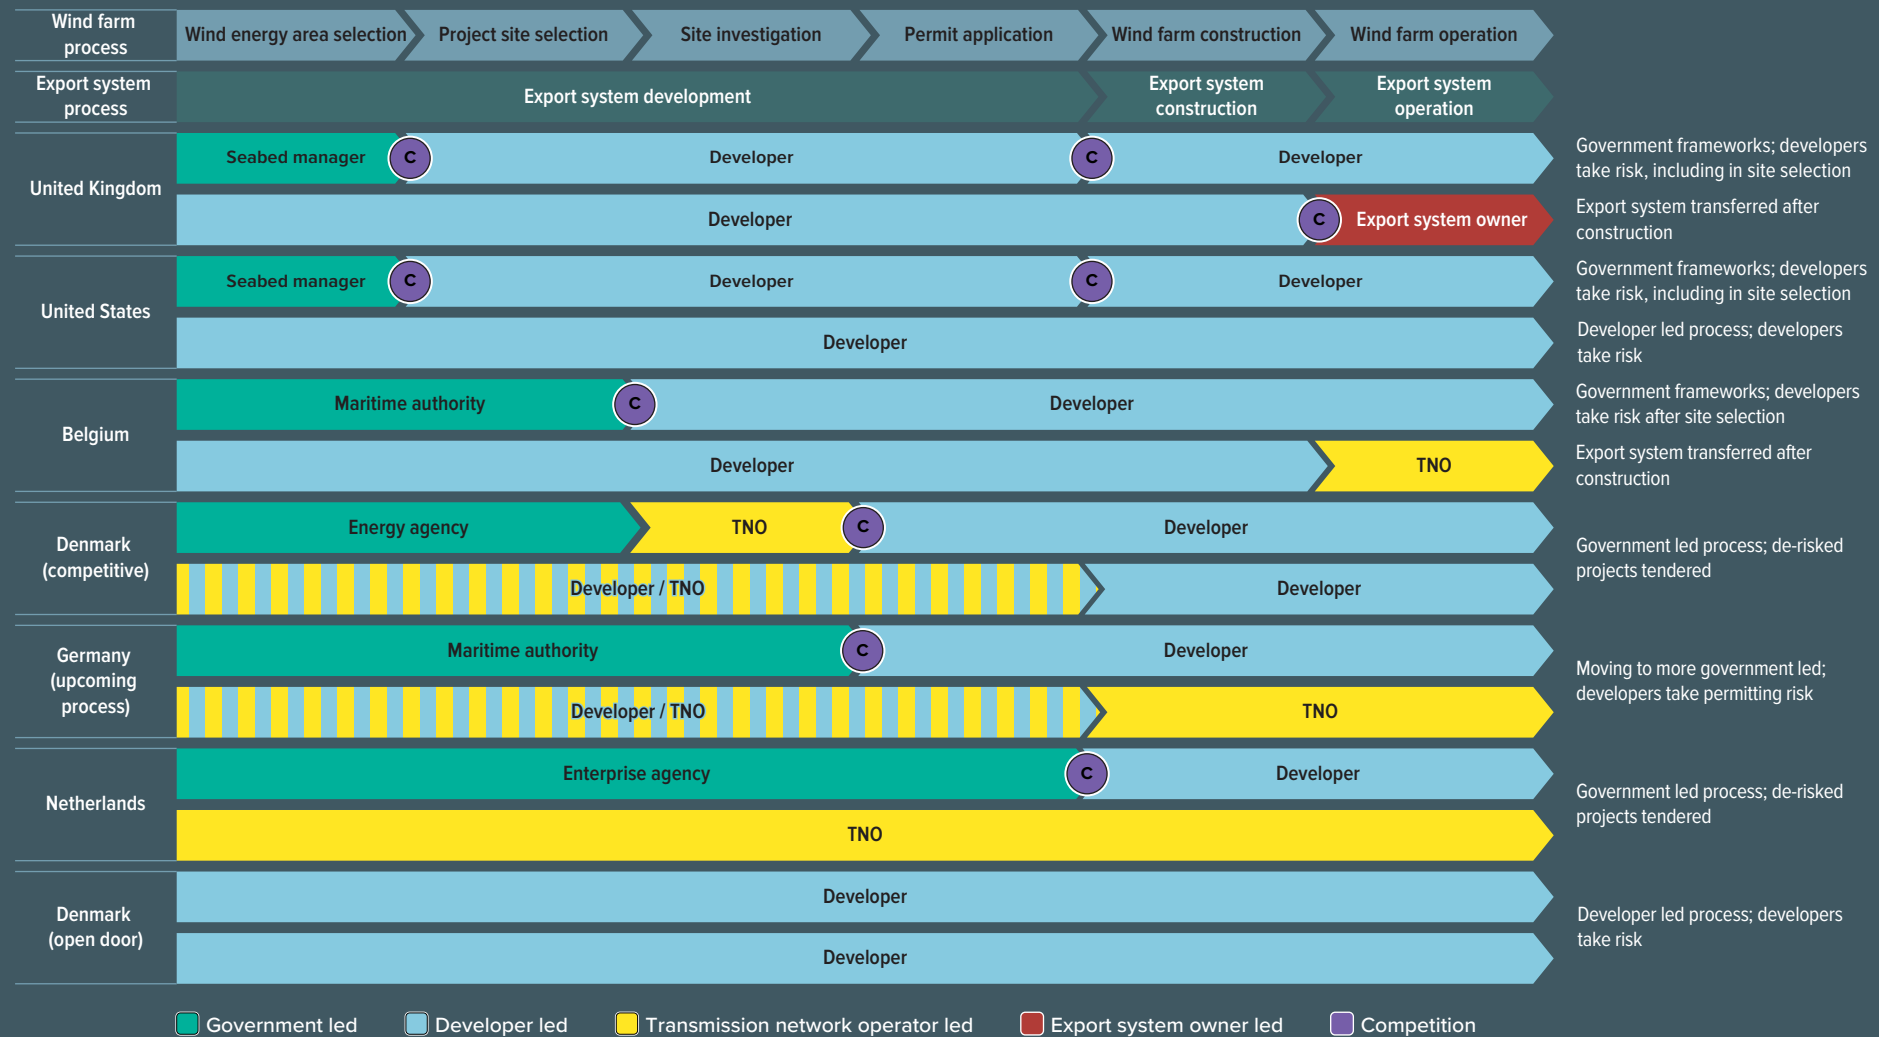 Wind farm
process
Wind energy area selection
Project site selection
Site investigation
Permit application
Wind farm construction
Wind farm operation
Export system
process
Export system development
Export system
construction
Export system
operation
United Kingdom
Seabed manager
C
Developer
C
Developer
Government frameworks; developers
take risk, including in site selection
Developer
C
Export system owner
Export system transferred after
construction
United States
Seabed manager
C
Developer
C
Developer
Government frameworks; developers
take risk, including in site selection
Developer
Developer led process; developers
take risk
Belgium
Maritime authority
C
Developer
Government frameworks; developers
take risk after site selection
Developer
TNO
Export system transferred after
construction
Denmark
(competitive)
Energy agency
TNO
C
Developer
Developer / TNO
Developer
Government led process; de-risked
projects tendered
Germany
(upcoming
process)
Maritime authority
C
Developer
Developer / TNO
TNO
Moving to more government led;
developers take permitting risk
Netherlands
Enterprise agency
C
Developer
TNO
Government led process; de-risked
projects tendered
Denmark
(open door)
Developer
Developer
Developer led process; developers
take risk
Government led
Developer led
Transmission network operator led
Export system owner led
Competition